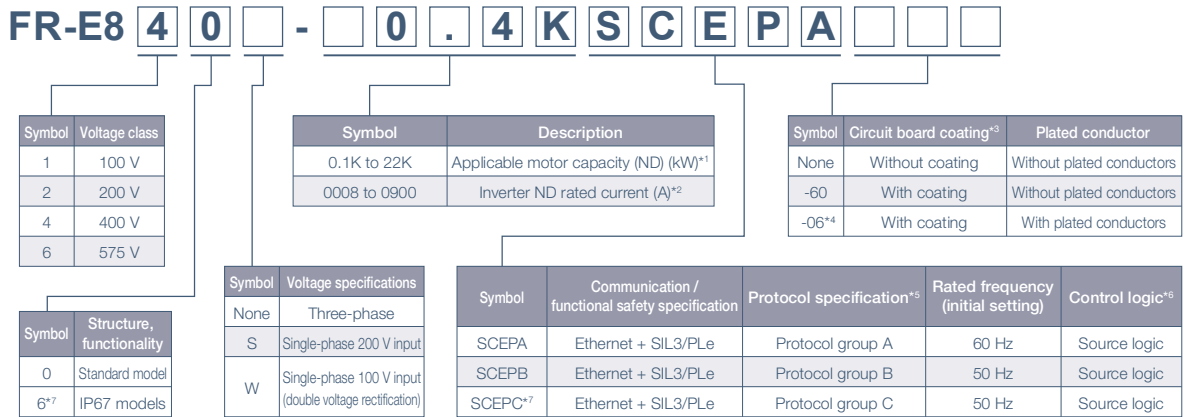 FR-E8 4 0 - 0 . 4 K S C E P A
Symbol Voltage class
1 100 V
2 200 V
4 400 V
6 575 V
Symbol Structure, functionality
0 Standard model
6*7 IP67 models
Symbol Voltage specifications
None Three-phase
S Single-phase 200 V input
W Single-phase 100 V input
(double voltage rectification)
Symbol Description
0.1K to 22K Applicable motor capacity (ND) (kW)*1
0008 to 0900 Inverter ND rated current (A)*2
Symbol Communication / functional safety specification Protocol specification*5 Rated frequency (initial setting) Control logic*6
SCEPA Ethernet + SIL3/PLe Protocol group A 60 Hz Source logic
SCEPB Ethernet + SIL3/PLe Protocol group B 50 Hz Source logic
SCEPC*7 Ethernet + SIL3/PLe Protocol group C 50 Hz Source logic
Symbol Circuit board coating*3 Plated conductor
None Without coating Without plated conductors
-60 With coating Without plated conductors
-06*4 With coating With plated conductors